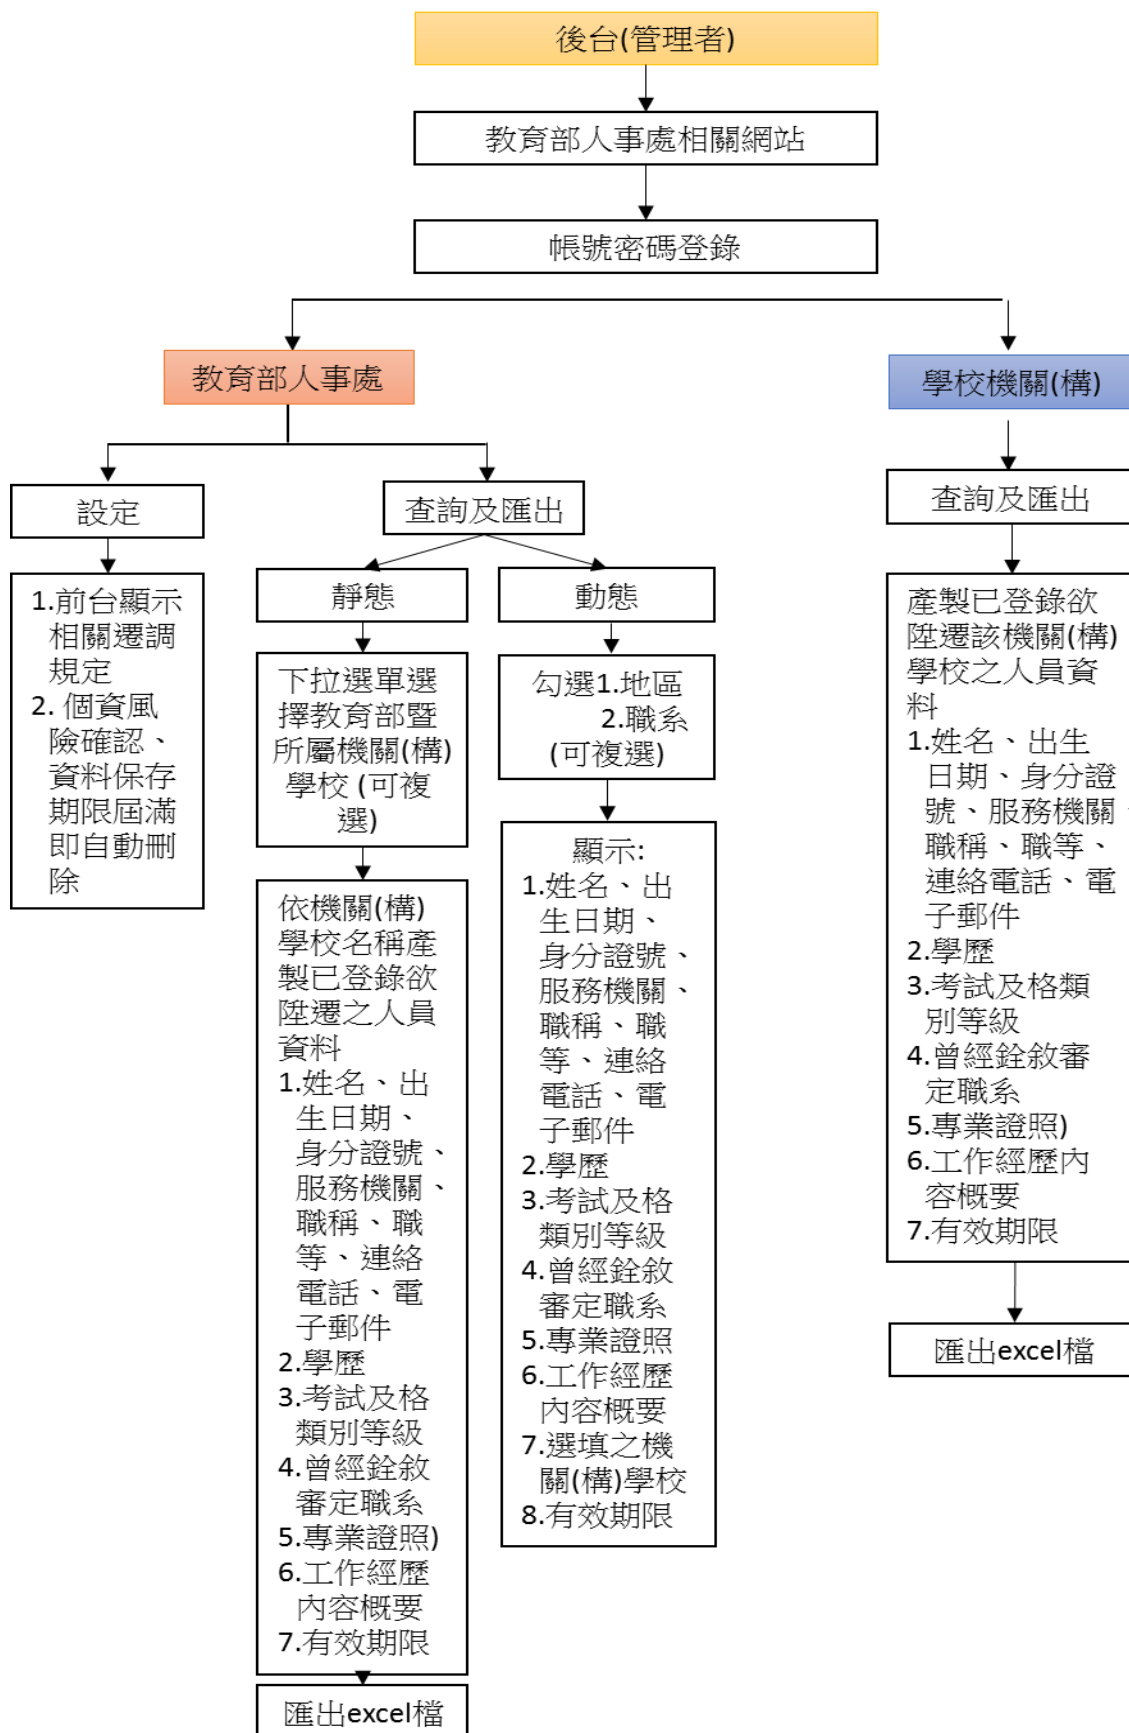 後台(管理者)
教育部人事處相關網站
帳號密碼登錄
教育部人事處
學校機關(構)
設定
查詢及匯出
查詢及匯出
1.前台顯示
相關遷調
規定
2. 個資風
險確認、
資料保存
期限屆滿
即自動刪
除
靜態
下拉選單選
擇教育部暨
所屬機關(構)
學校 (可複
選)
依機關(構)
學校名稱產
製已登錄欲
陞遷之人員
資料
1.姓名、出
生日期、
身分證號、
服務機關、
職稱、職
等、連絡
電話、電
子郵件
2.學歷
3.考試及格
類別等級
4.曾經銓敘
審定職系
5.專業證照)
6.工作經歷
內容概要
7.有效期限
匯出excel檔
動態
勾選1.地區
2.職系
(可複選)
顯示:
1.姓名、出
生日期、
身分證號、
服務機關、
職稱、職
等、連絡
電話、電
子郵件
2.學歷
3.考試及格
類別等級
4.曾經銓敘
審定職系
5.專業證照
6.工作經歷
內容概要
7.選填之機
關(構)學校
8.有效期限
產製已登錄欲
陞遷該機關(構)
學校之人員資
料
1.姓名、出生
日期、身分證
號、服務機關、
職稱、職等、
連絡電話、電
子郵件
2.學歷
3.考試及格類
別等級
4.曾經銓敘審
定職系
5.專業證照)
6.工作經歷內
容概要
7.有效期限
匯出excel檔